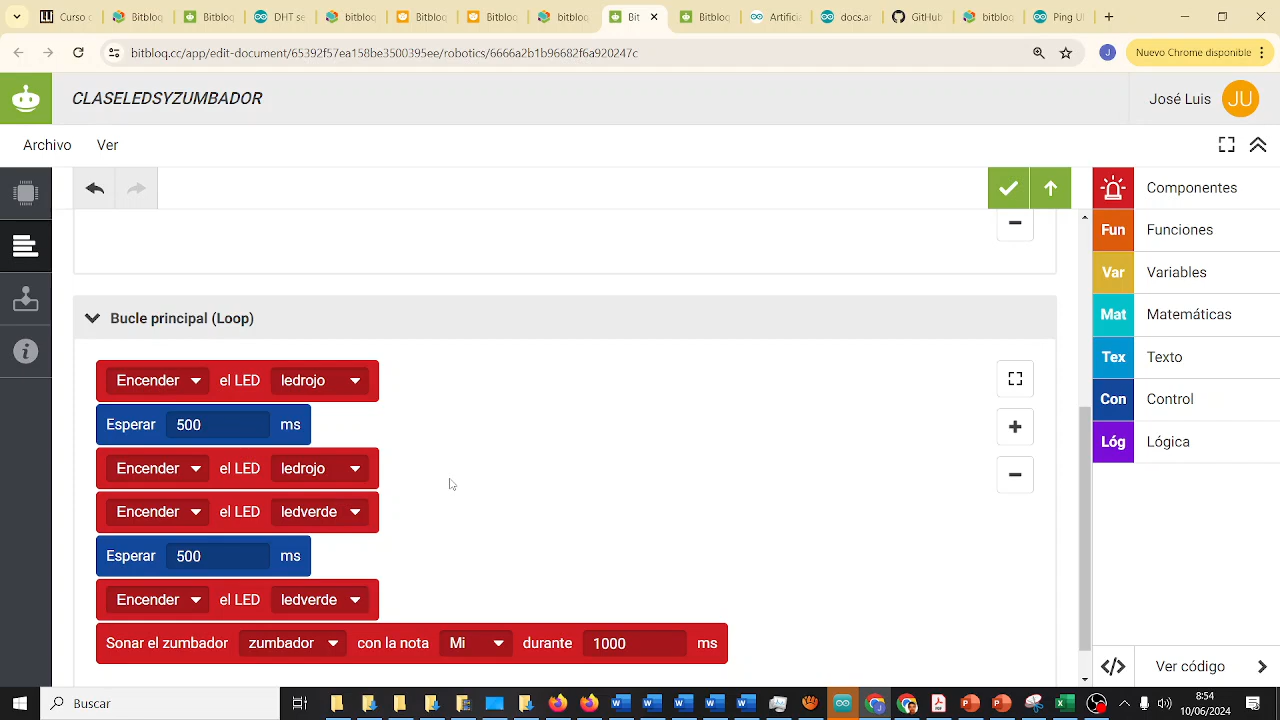 Curso c
Bitbloq
DHT se
bitbloq
Bitbloc
Bitbloc
bitbloq
Bit
Bitbloq
Artific
docs.ar
GitHub
bitbloq
Ping Ul
bitbloq.cc/app/edit-document/65392f57ea158be3500395ee/robotics/6666a2b1b96682f6a920247c
J
Nuevo Chrome disponible
CLASELEDSYZUMBADOR
José Luis
JU
Archivo
Ver
Componentes
Fun
Funciones
Var
Variables
Mat
Matemáticas
Tex
Texto
Con
Control
Lóg
Lógica
Bucle principal (Loop)
Encender el LED ledrojo
Esperar 500 ms
Encender el LED ledrojo
Encender el LED ledverde
Esperar 500 ms
Encender el LED ledverde
Sonar el zumbador zumbador con la nota Mi durante 1000 ms
Ver código
Buscar
8:54
10/06/2024